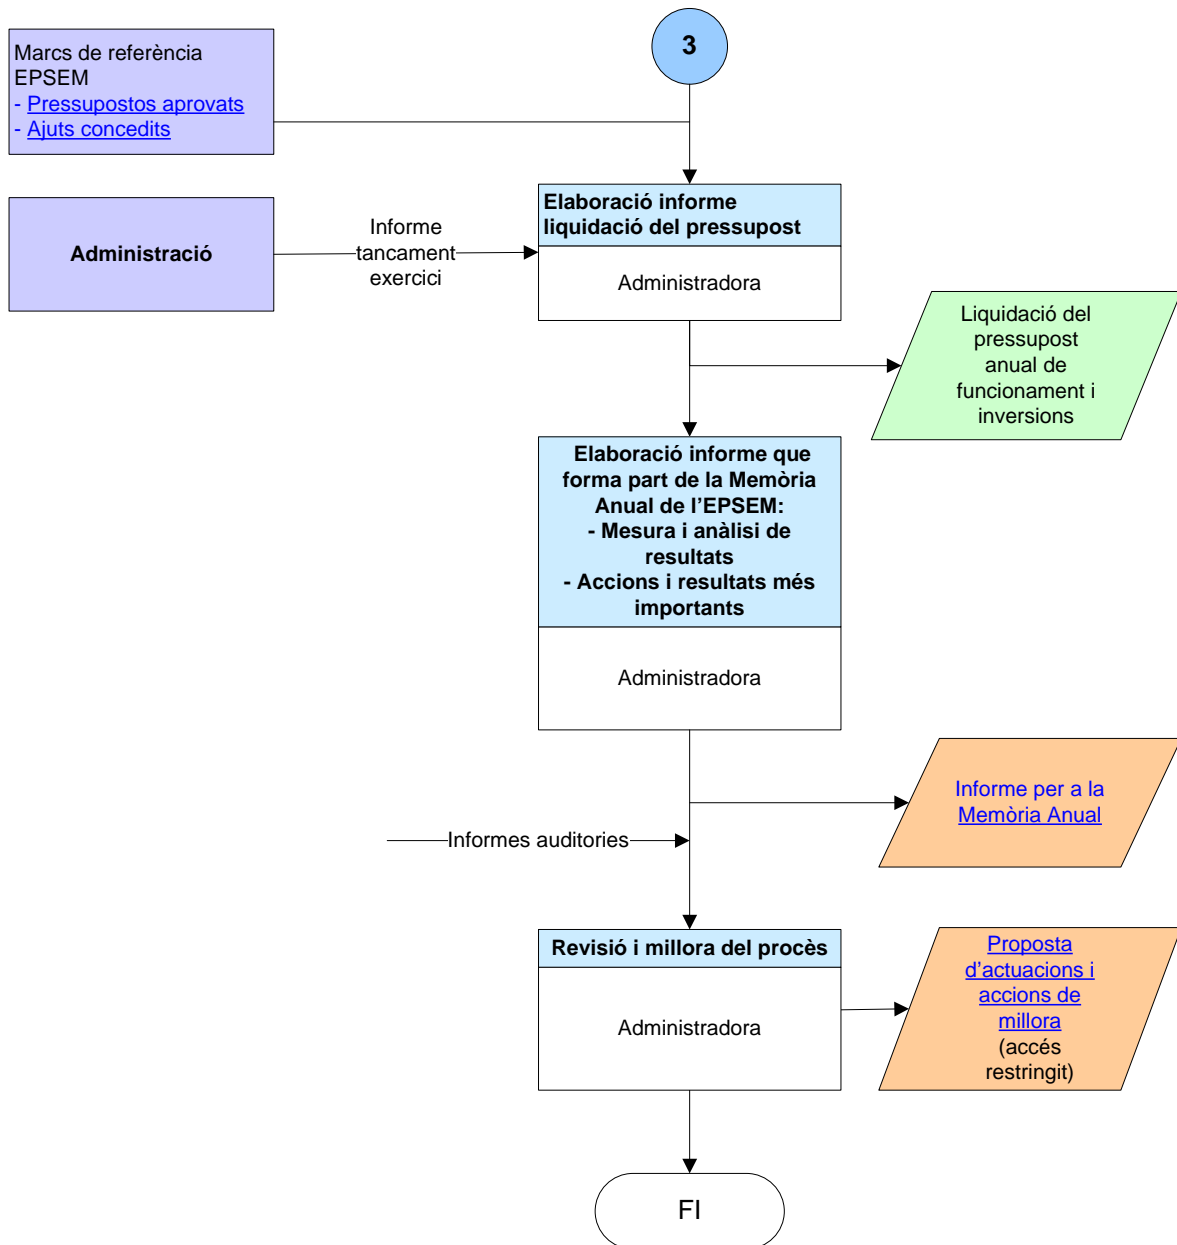 3
Marcs de referència
EPSEM
- Pressupostos aprovats
- Ajuts concedits
Elaboració informe
liquidació del pressupost
Administradora
Administració
Informe
tancament
exercici
Liquidació del
pressupost
anual de
funcionament i
inversions
Elaboració informe que
forma part de la Memòria
Anual de l’EPSEM:
- Mesura i anàlisi de
resultats
- Accions i resultats més
importants
Administradora
Informe per a la
Memòria Anual
Informes auditories
Revisió i millora del procès
Administradora
Proposta
d’actuacions i
accions de
millora
(accés
restringit)
FI